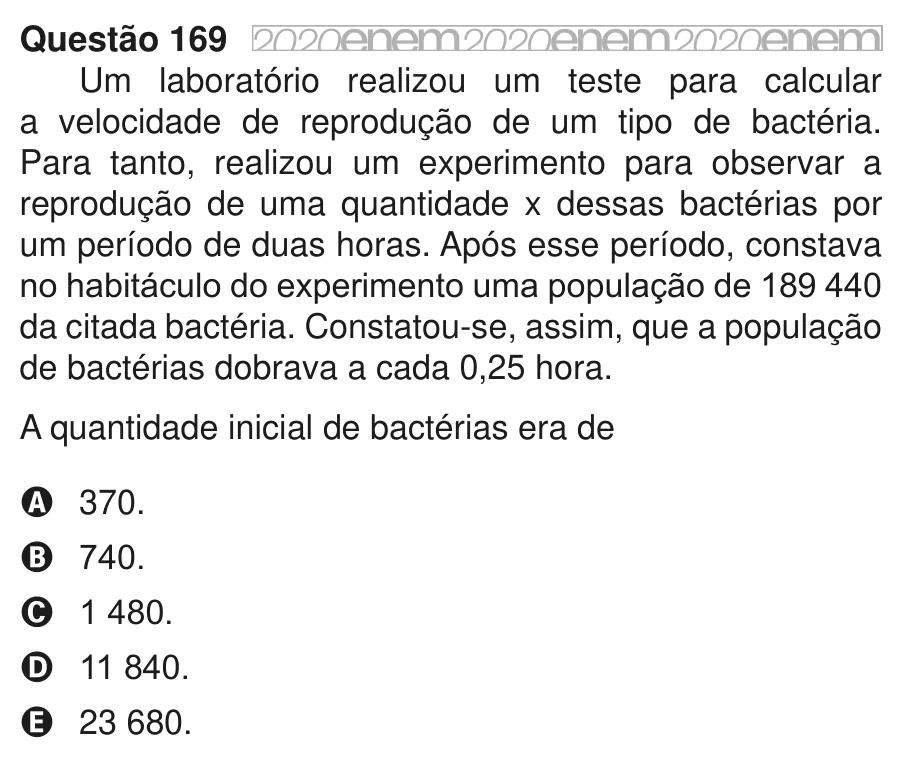 Questão 169 2020enem2020enem2020enem
Um laboratório realizou um teste para calcular
a velocidade de reprodução de um tipo de bactéria.
Para tanto, realizou um experimento para observar a
reprodução de uma quantidade x dessas bactérias por
um período de duas horas. Após esse período, constava
no habitáculo do experimento uma população de 189 440
da citada bactéria. Constatou-se, assim, que a população
de bactérias dobrava a cada 0,25 hora.
A quantidade inicial de bactérias era de
A 370.
B 740.
C 1 480.
D 11 840.
E 23 680.